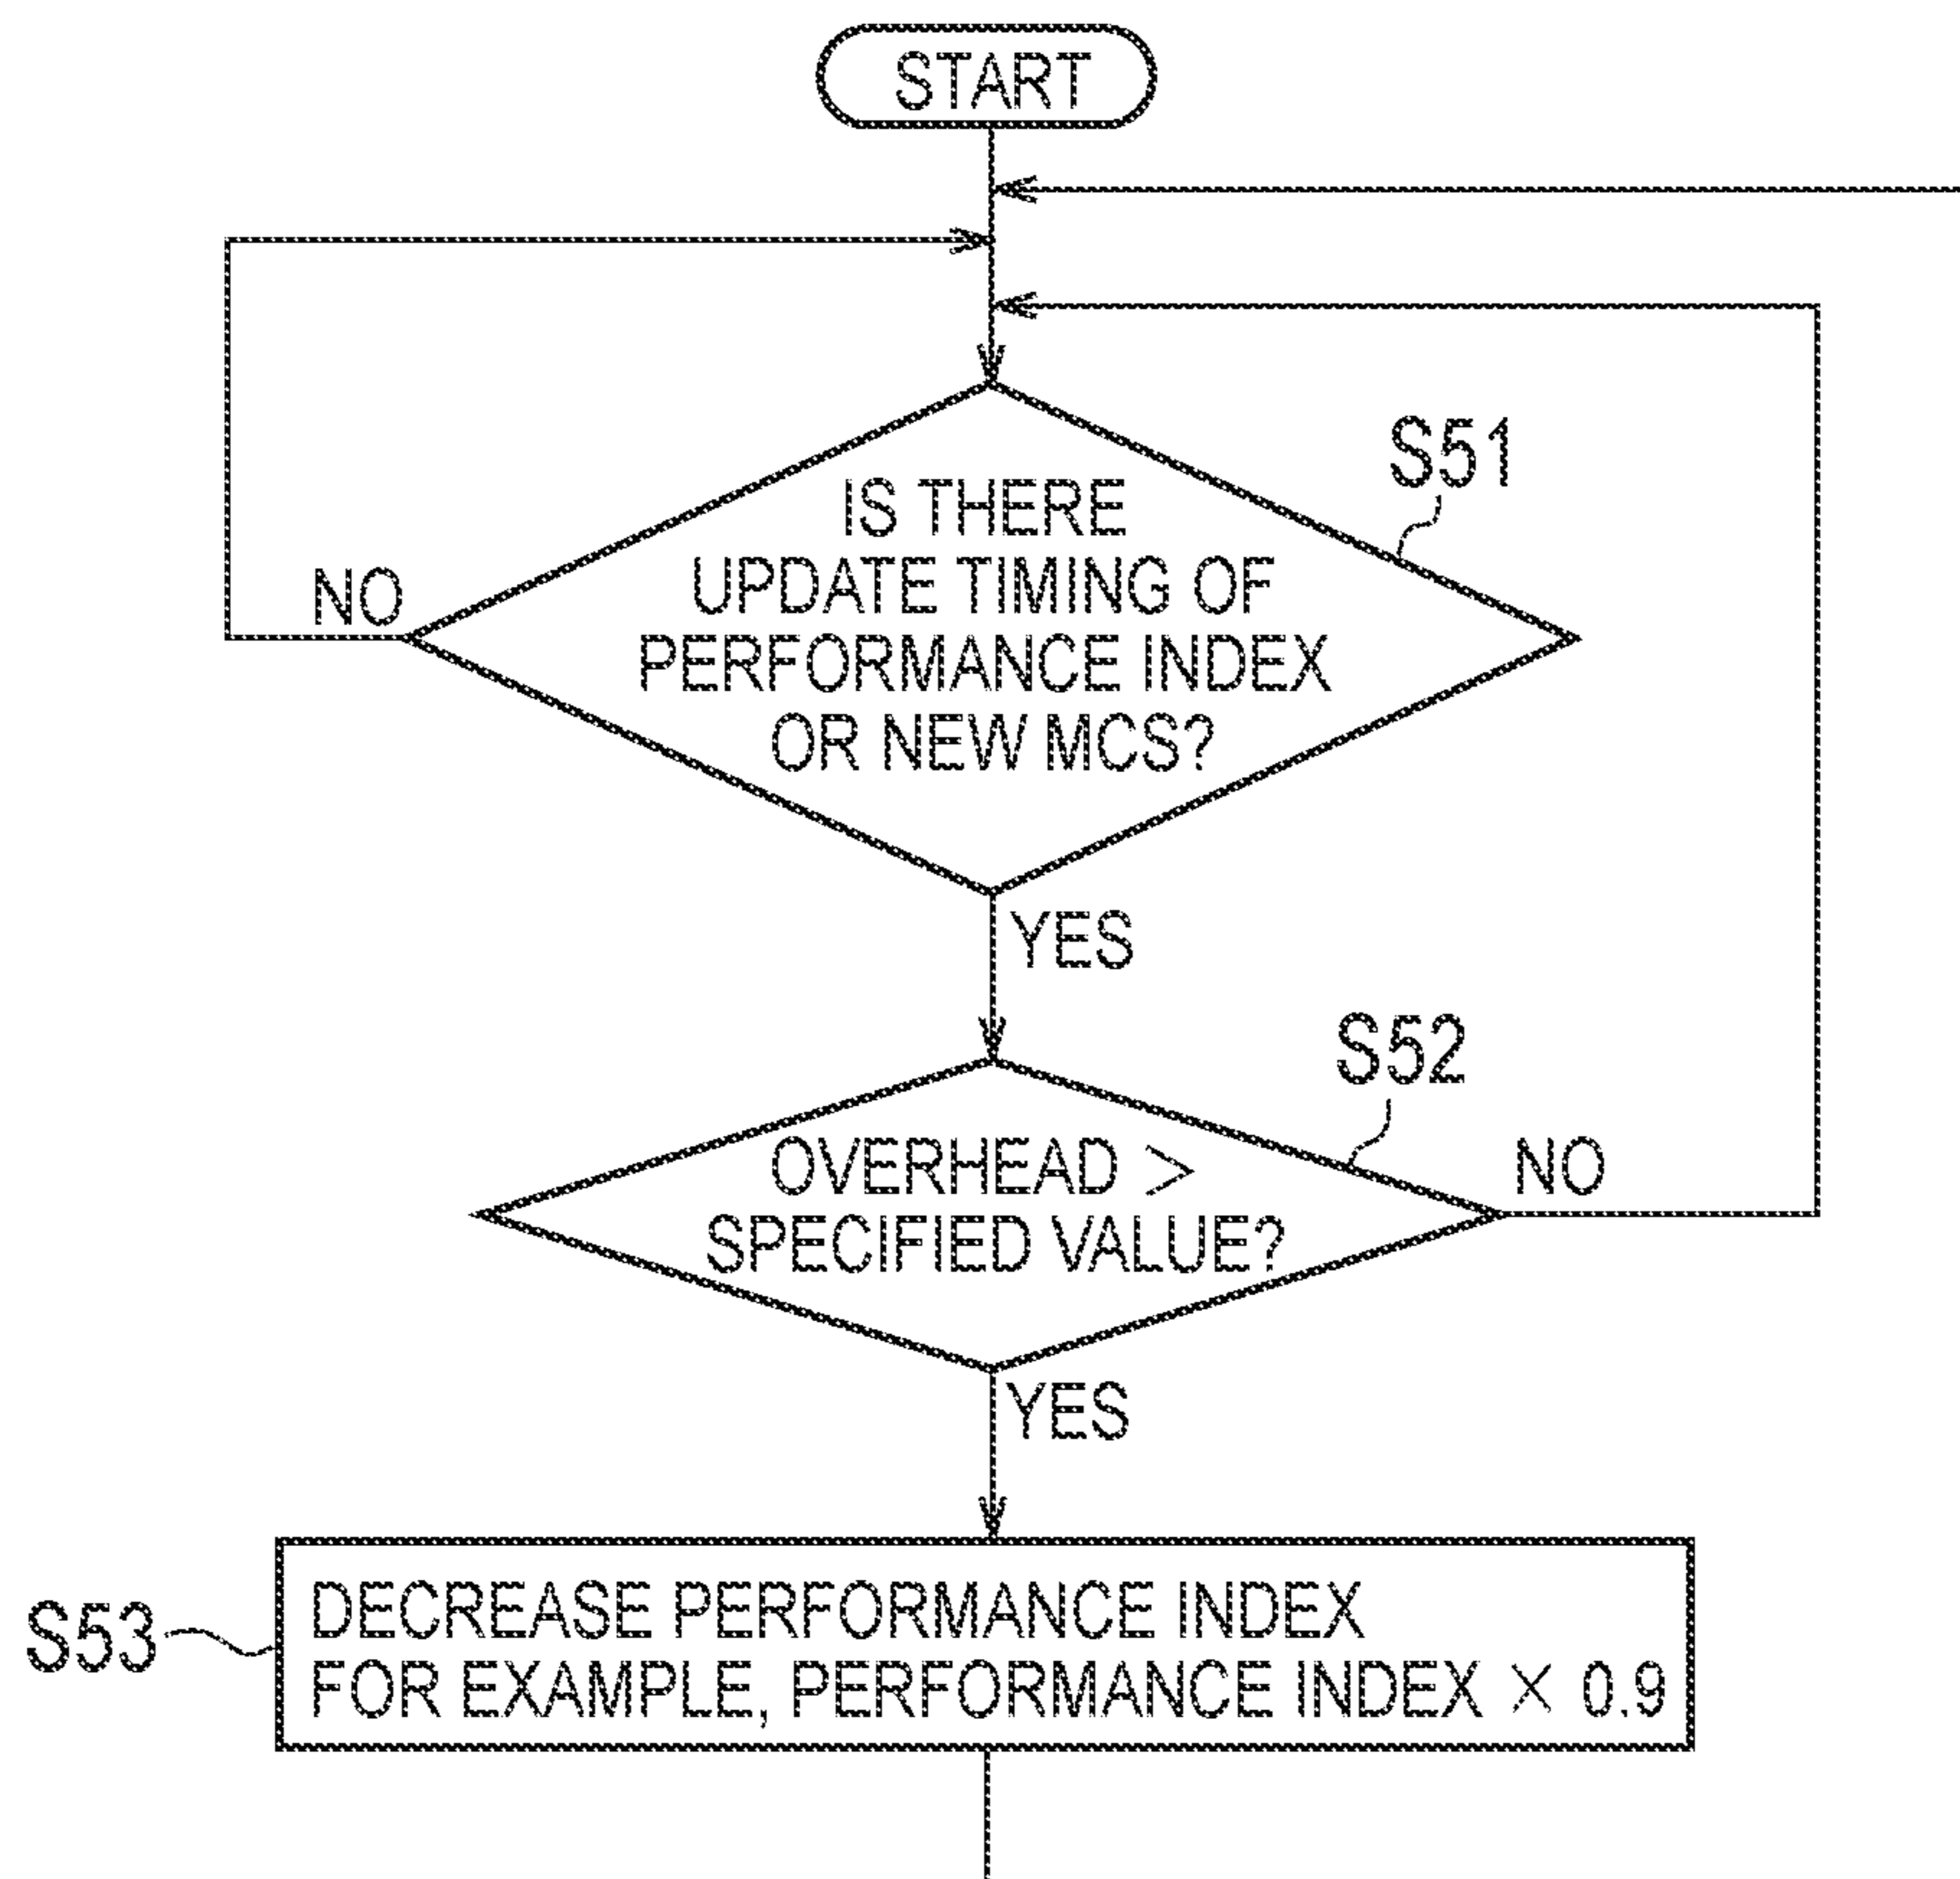 START
S51
IS THERE
UPDATE TIMING OF
PERFORMANCE INDEX
OR NEW MCS?
NO
YES
S52
OVERHEAD >
SPECIFIED VALUE?
NO
YES
S53
DECREASE PERFORMANCE INDEX
FOR EXAMPLE, PERFORMANCE INDEX × 0.9